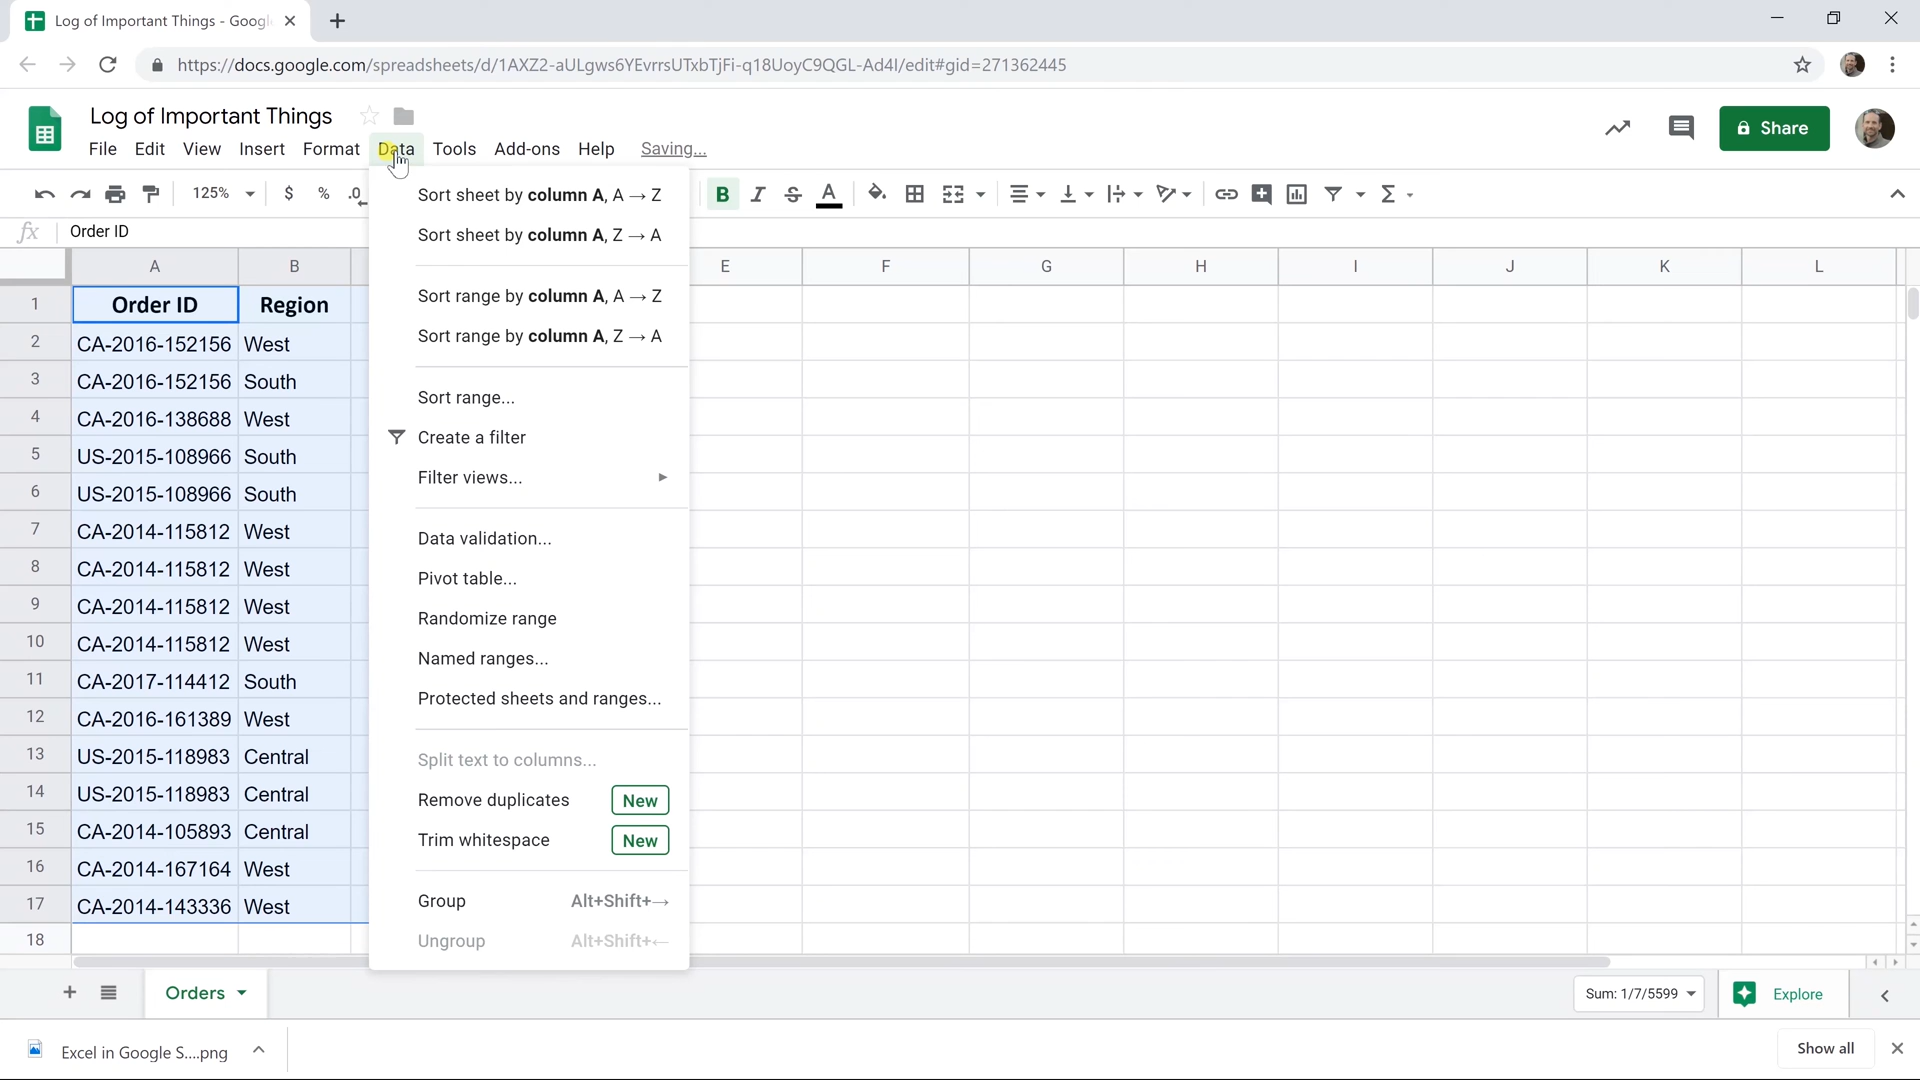 Log of Important Things - Googl
https://docs.google.com/spreadsheets/d/1AXZ2-aULgws6YEvrrsUTxbTjFi-q18UoyC9QGL-Ad4I/edit#gid=271362445
Log of Important Things
File Edit View Insert Format Data Tools Add-ons Help Saving...
Share
125% $ % .0 B I S A Σ
fx Order ID
A B E F G H I J K L
1 Order ID Region
2 CA-2016-152156 West
3 CA-2016-152156 South
4 CA-2016-138688 West
5 US-2015-108966 South
6 US-2015-108966 South
7 CA-2014-115812 West
8 CA-2014-115812 West
9 CA-2014-115812 West
10 CA-2014-115812 West
11 CA-2017-114412 South
12 CA-2016-161389 West
13 US-2015-118983 Central
14 US-2015-118983 Central
15 CA-2014-105893 Central
16 CA-2014-167164 West
17 CA-2014-143336 West
18
Sort sheet by column A, A → Z
Sort sheet by column A, Z → A
Sort range by column A, A → Z
Sort range by column A, Z → A
Sort range...
Create a filter
Filter views...
Data validation...
Pivot table...
Randomize range
Named ranges...
Protected sheets and ranges...
Split text to columns...
Remove duplicates New
Trim whitespace New
Group Alt+Shift+→
Ungroup Alt+Shift+←
Orders
Sum: 1/7/5599
Explore
Excel in Google S....png
Show all